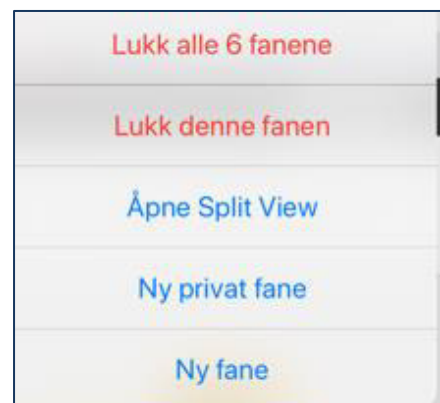 Lukk alle 6 fanene
Lukk denne fanen
Åpne Split View
Ny privat fane
Ny fane